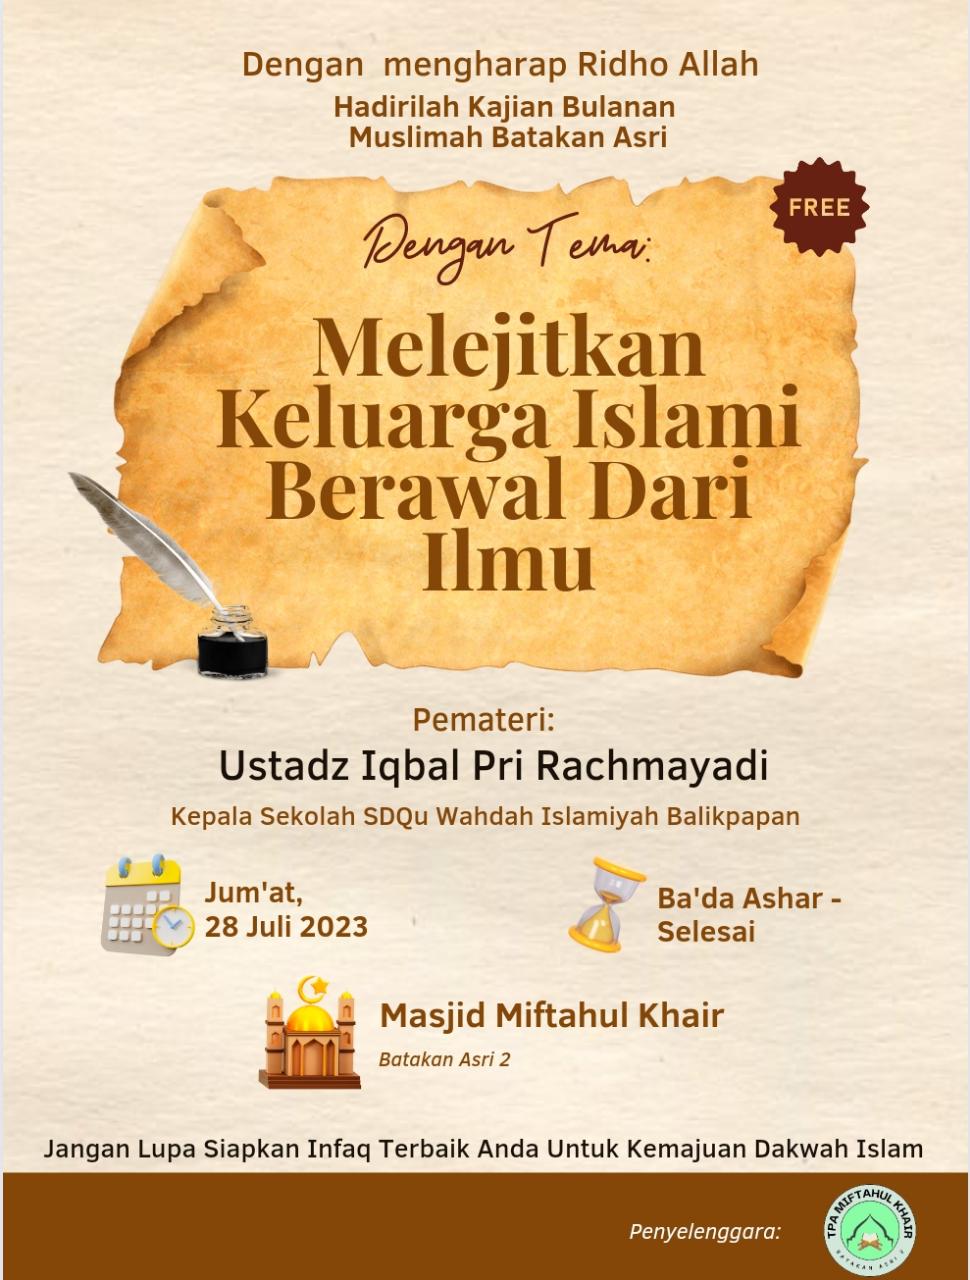 Dengan mengharap Ridho Allah
Hadirilah Kajian Bulanan
Muslimah Batakan Asri
FREE
Dengan Tema:
Melejitkan
Keluarga Islami
Berawal Dari
Ilmu
Pemateri:
Ustadz Iqbal Pri Rachmayadi
Kepala Sekolah SDQu Wahdah Islamiyah Balikpapan
Jum'at,
28 Juli 2023
Ba'da Ashar -
Selesai
Masjid Miftahul Khair
Batakan Asri 2
Jangan Lupa Siapkan Infaq Terbaik Anda Untuk Kemajuan Dakwah Islam
Penyelenggara:
TPA MIFTAHUL KHAIR
BATAKAN ASRI 2